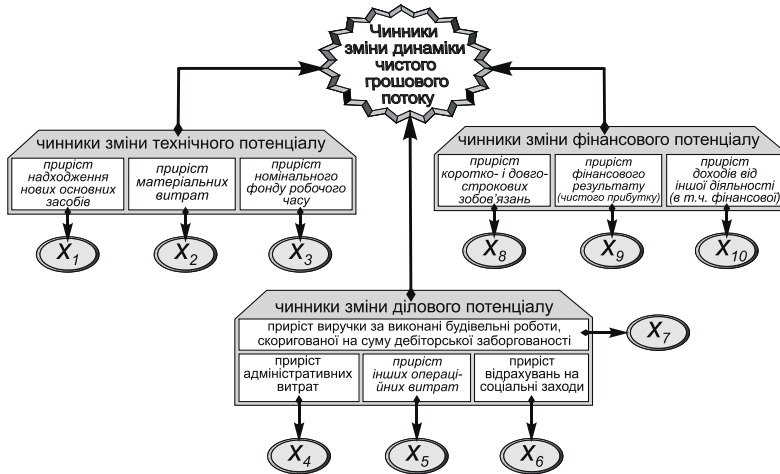 Чинники
зміни динаміки
чистого
грошового
потоку
чинники зміни технічного потенціалу
приріст
надходження
нових основних
засобів
приріст
матеріальних
витрат
приріст
номінального
фонду робочого
часу
X1
X2
X3
чинники зміни фінансового потенціалу
приріст
коротко- і довго-
строкових
зобов'язань
приріст
фінансового
результату
(чистого прибутку)
приріст
доходів від
іншої діяльності
(в т.ч. фінансової)
X8
X9
X10
чинники зміни ділового потенціалу
приріст виручки за виконані будівельні роботи,
скоригованої на суму дебіторської заборгованості
X7
приріст
адміністративних
витрат
приріст
інших операці-
йних витрат
приріст
відрахувань на
соціальні заходи
X4
X5
X6